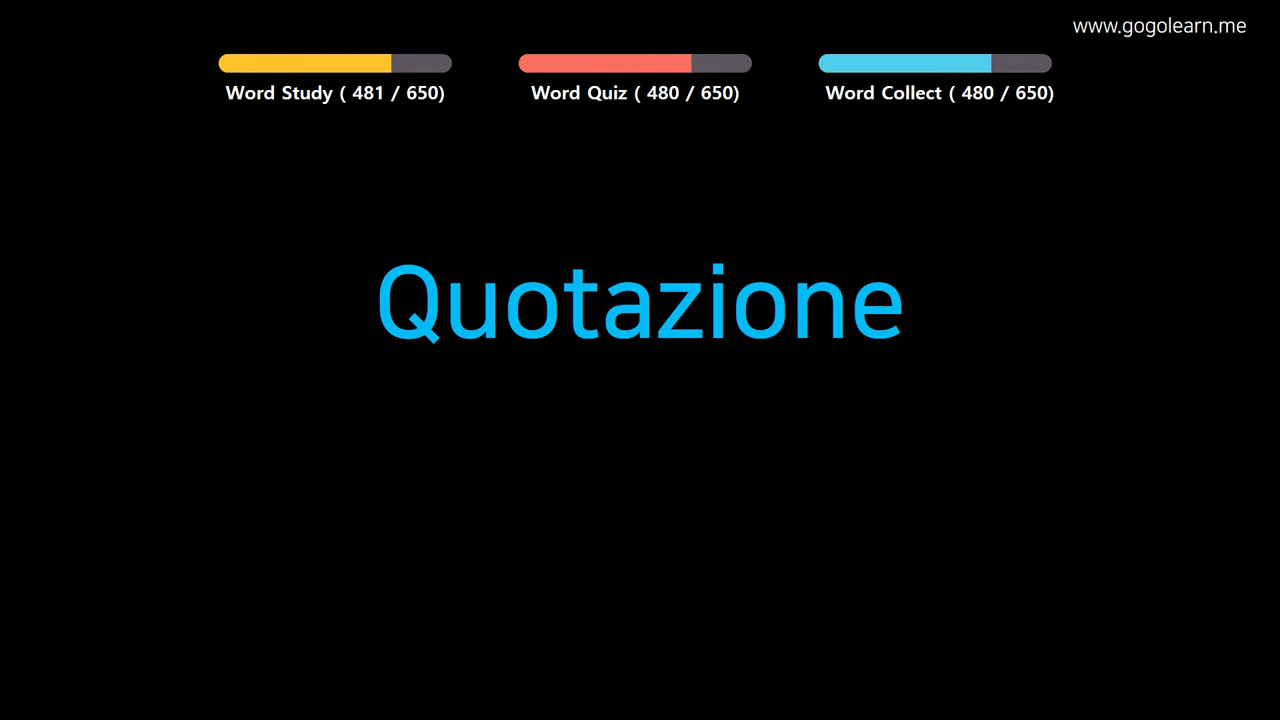 www.gogolearn.me
Word Study ( 481 / 650)
Word Quiz ( 480 / 650)
Word Collect ( 480 / 650)
Quotazione